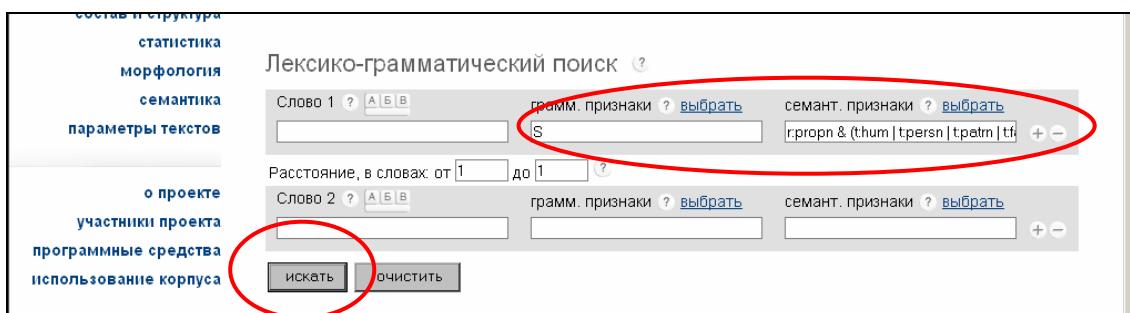 состав и структура
статистика
морфология
семантика
параметры текстов
о проекте
участники проекта
программные средства
использование корпуса
Лексико-грамматический поиск ?
Слово 1 ? А Б В грамм. признаки ? выбрать семант. признаки ? выбрать
S r:propn & (t:hum | t:persn | t:patrn | t:fa + −
Расстояние, в словах: от 1 до 1 ?
Слово 2 ? А Б В грамм. признаки ? выбрать семант. признаки ? выбрать
+ −
искать очистить